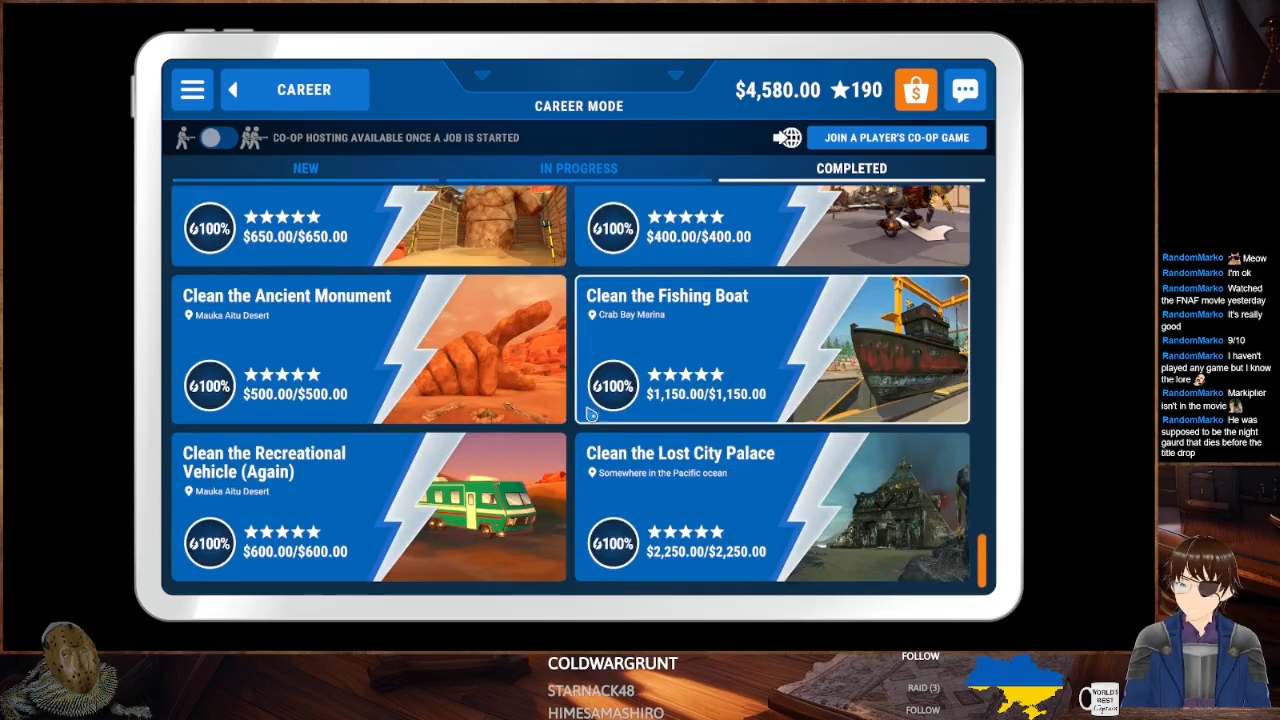 CAREER
CAREER MODE
$4,580.00 ★190
CO-OP HOSTING AVAILABLE ONCE A JOB IS STARTED
JOIN A PLAYER'S CO-OP GAME
NEW
IN PROGRESS
COMPLETED
100%
★★★★★
$650.00/$650.00
100%
★★★★★
$400.00/$400.00
Clean the Ancient Monument
Mauka Aitu Desert
100%
★★★★★
$500.00/$500.00
Clean the Fishing Boat
Crab Bay Marina
100%
★★★★★
$1,150.00/$1,150.00
Clean the Recreational
Vehicle (Again)
Mauka Aitu Desert
100%
★★★★★
$600.00/$600.00
Clean the Lost City Palace
Somewhere in the Pacific ocean
100%
★★★★★
$2,250.00/$2,250.00
RandomMarko Meow
RandomMarko I'm ok
RandomMarko Watched
the FNAF movie yesterday
RandomMarko It's really
good
RandomMarko 9/10
RandomMarko I haven't
played any game but I know
the lore
RandomMarko Markiplier
isn't in the movie
RandomMarko He was
supposed to be the night
gaurd that dies before the
title drop
COLDWARGRUNT
STARNACK48
HIMESAMASHIRO
FOLLOW
RAID (3)
FOLLOW
WORLD'S
BEST
Captain